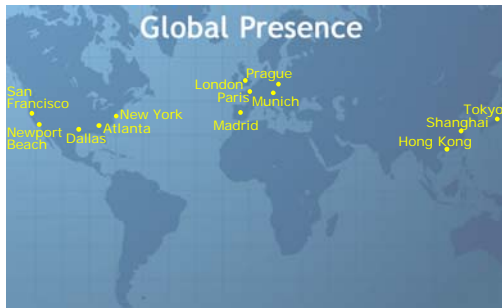 Global Presence
San
Francisco
Newport
Beach
Dallas
New York
Atlanta
London
Prague
Paris
Munich
Madrid
Tokyo
Shanghai
Hong Kong